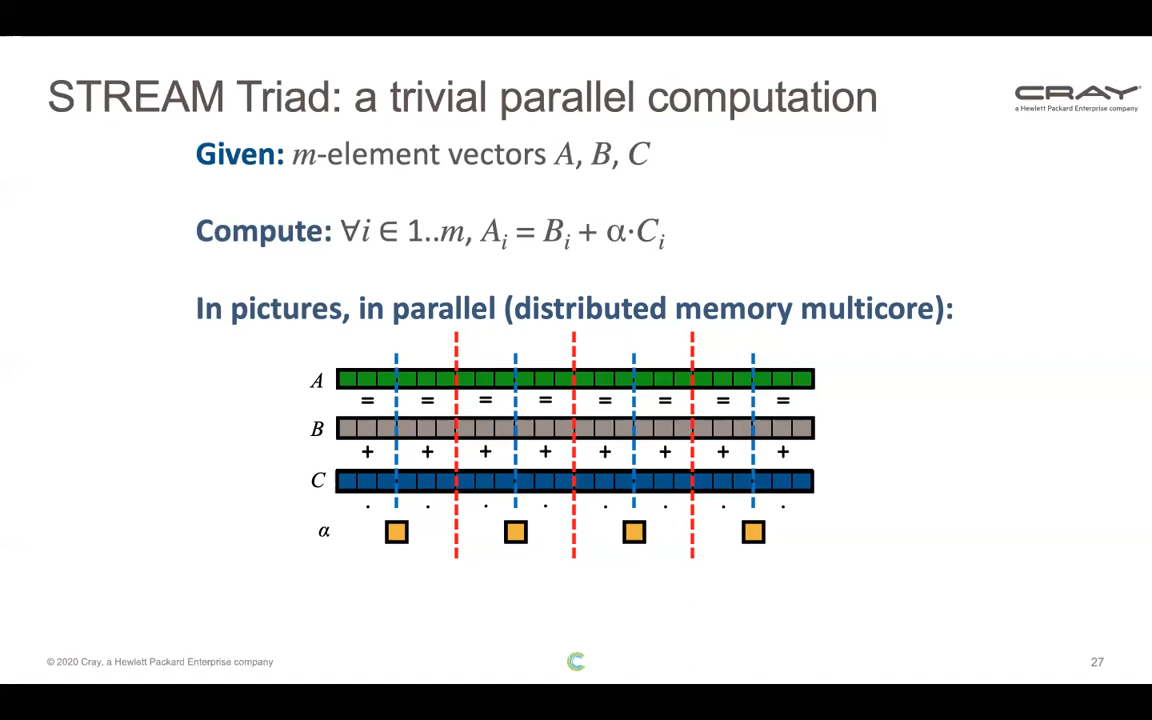 STREAM Triad: a trivial parallel computation
CRAY
a Hewlett Packard Enterprise company
Given: m-element vectors A, B, C
Compute: ∀i ∈ 1..m, Aᵢ = Bᵢ + α·Cᵢ
In pictures, in parallel (distributed memory multicore):
A
= = = = = = = =
B
+ + + + + + + +
C
· · · · · · · ·
α
© 2020 Cray, a Hewlett Packard Enterprise company
27